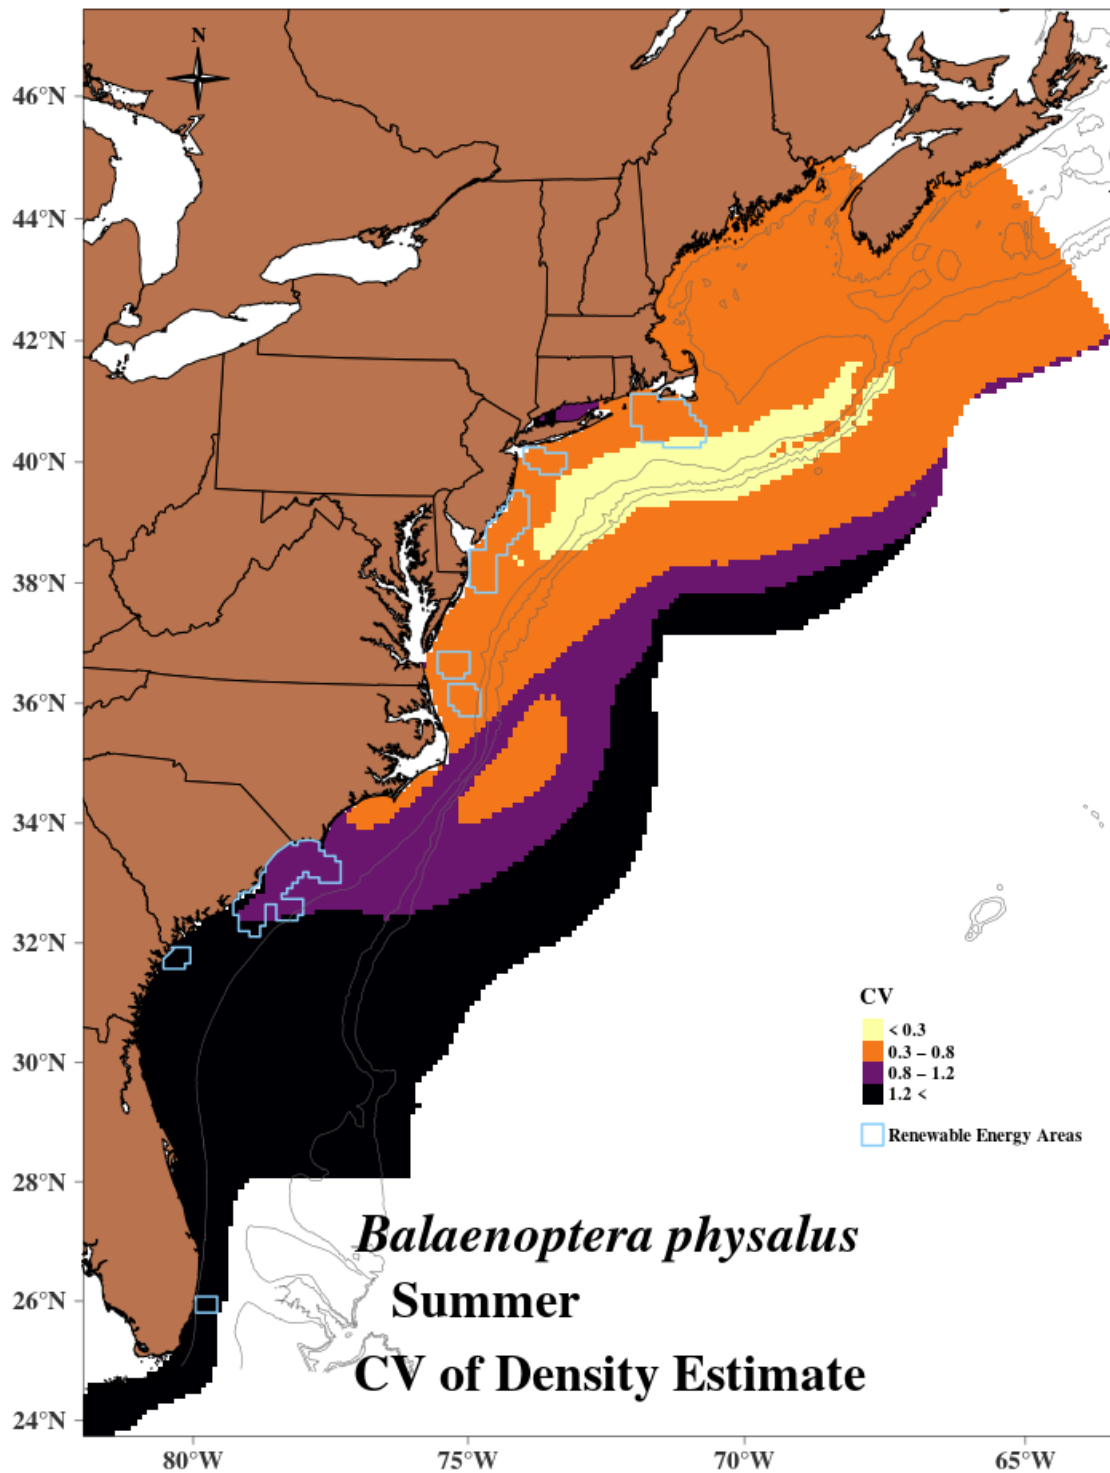 N
46°N
44°N
42°N
40°N
38°N
36°N
34°N
32°N
30°N
28°N
26°N
24°N
CV
< 0.3
0.3 – 0.8
0.8 – 1.2
1.2 <
Renewable Energy Areas
Balaenoptera physalus
Summer
CV of Density Estimate
80°W
75°W
70°W
65°W